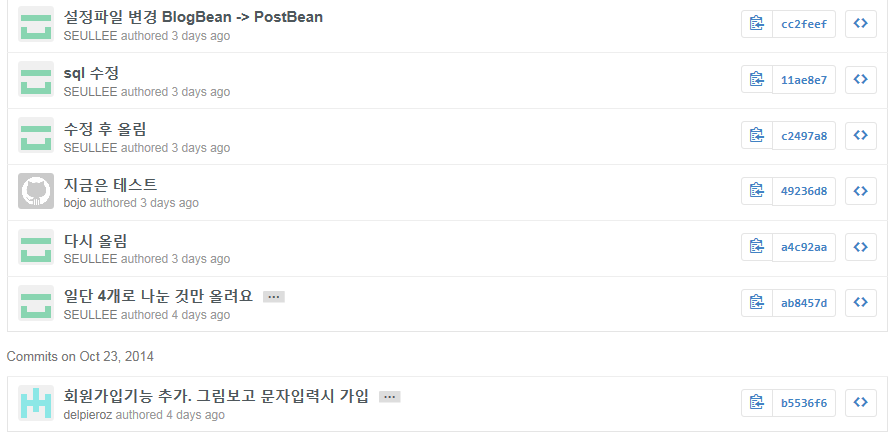 설정파일 변경 BlogBean -> PostBean
SEULLEE authored 3 days ago
cc2feef
sql 수정
SEULLEE authored 3 days ago
11ae8e7
수정 후 올림
SEULLEE authored 3 days ago
c2497a8
지금은 테스트
bojo authored 3 days ago
49236d8
다시 올림
SEULLEE authored 3 days ago
a4c92aa
일단 4개로 나눈 것만 올려요 ...
SEULLEE authored 4 days ago
ab8457d
Commits on Oct 23, 2014
회원가입기능 추가. 그림보고 문자입력시 가입 ...
delpieroz authored 4 days ago
b5536f6